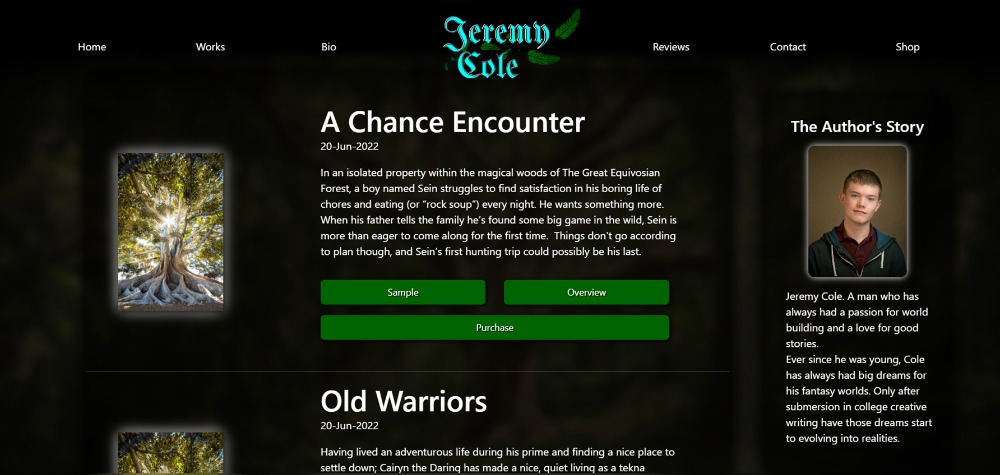 Home
Works
Bio
Jeremy
Cole
Reviews
Contact
Shop
A Chance Encounter
20-Jun-2022
In an isolated property within the magical woods of The Great Equivosian
Forest, a boy named Sein struggles to find satisfaction in his boring life of
chores and eating (or “rock soup”) every night. He wants something more.
When his father tells the family he’s found some big game in the wild, Sein is
more than eager to come along for the first time.  Things don't go according
to plan though, and Sein’s first hunting trip could possibly be his last.
Sample
Overview
Purchase
Old Warriors
20-Jun-2022
Having lived an adventurous life during his prime and finding a nice place to
settle down; Cairyn the Daring has made a nice, quiet living as a tekna
The Author's Story
Jeremy Cole. A man who has
always had a passion for world
building and a love for good
stories.
Ever since he was young, Cole
has always had big dreams for
his fantasy worlds. Only after
submersion in college creative
writing have those dreams start
to evolving into realities.